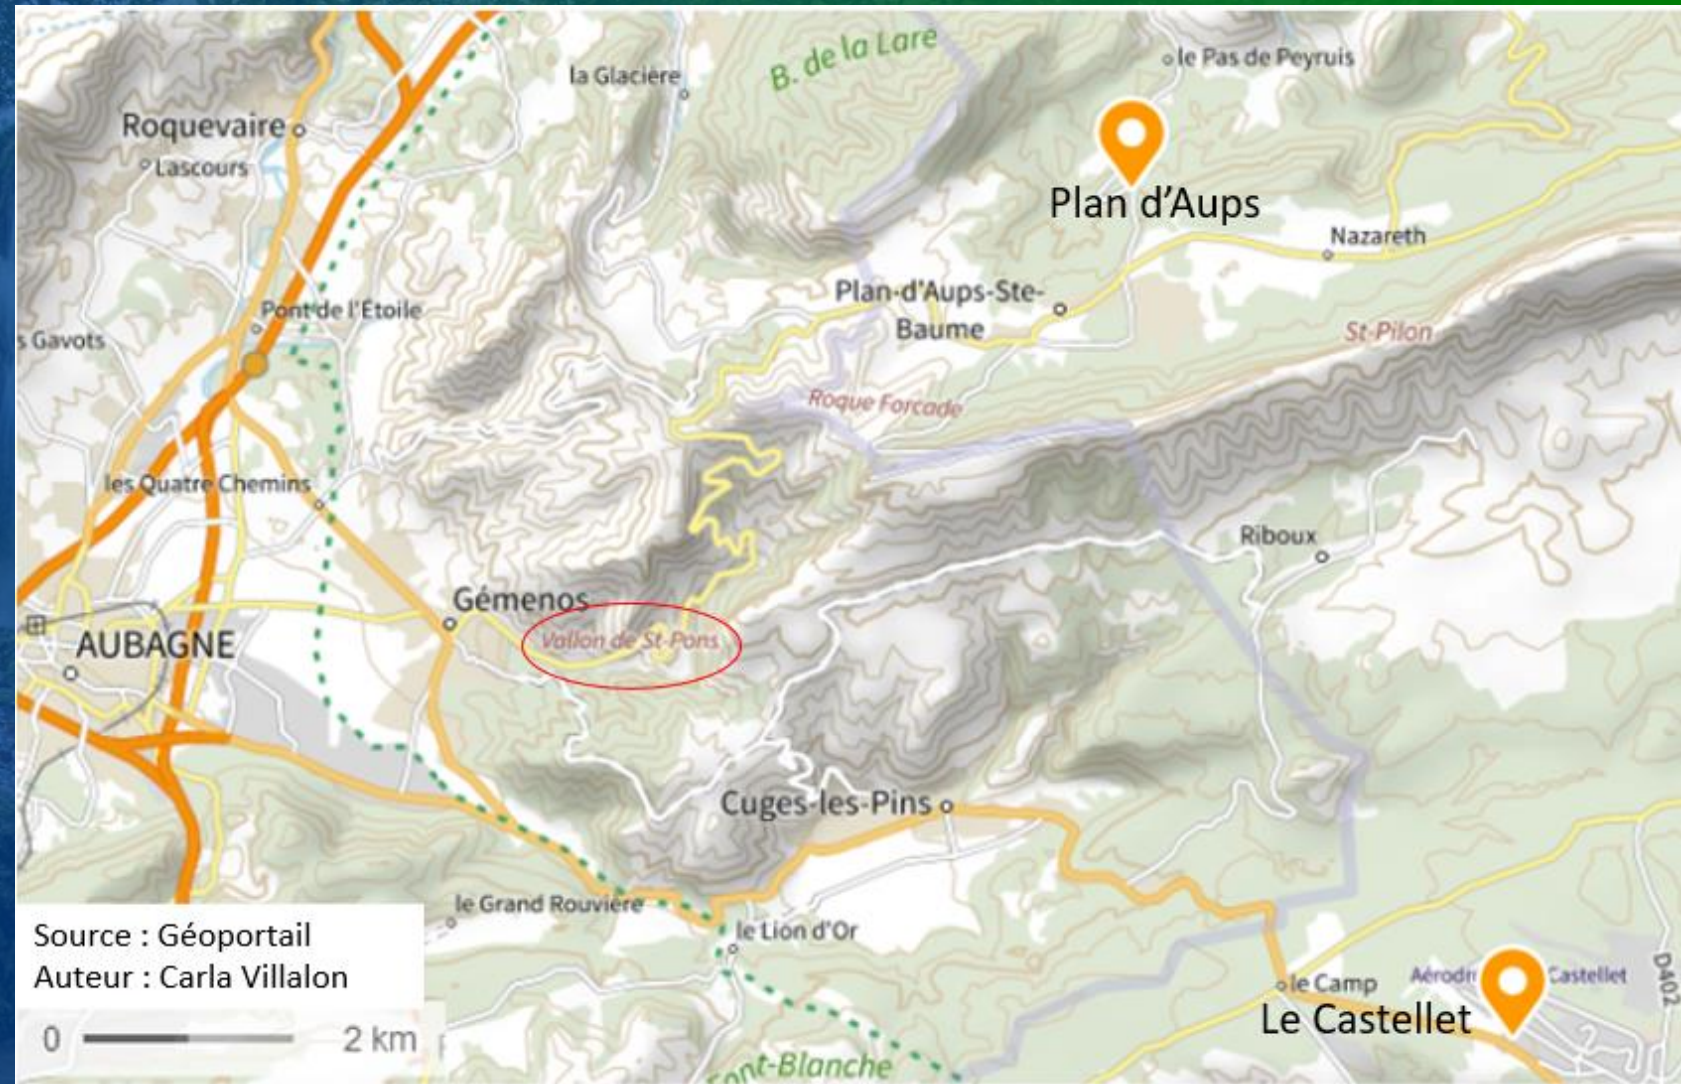 B. de la Lare
le Pas de Peyruis
la Glacière
Roquevaire
Lascours
Plan d'Aups
Nazareth
Plan-d'Aups-Ste-
Baume
Pont de l'Étoile
St-Pilon
s Gavots
Roque Forcade
les Quatre Chemins
Riboux
Gémenos
Vallon de St-Pons
AUBAGNE
Cuges-les-Pins
le Grand Rouvière
le Lion d'Or
Source : Géoportail
Auteur : Carla Villalon
0 2 km
le Camp
Castellet
D402
Le Castellet
ont-Blanche